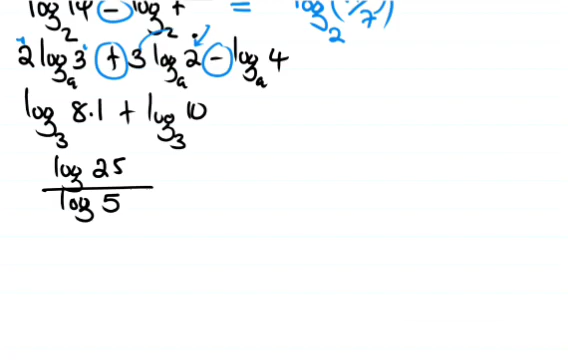 log₂ 14 − log₂ 7 = log₂ (14/7)
2 logₐ 3 + 3 logₐ 2 − logₐ 4
log₃ 8.1 + log₃ 10
log 25
log 5